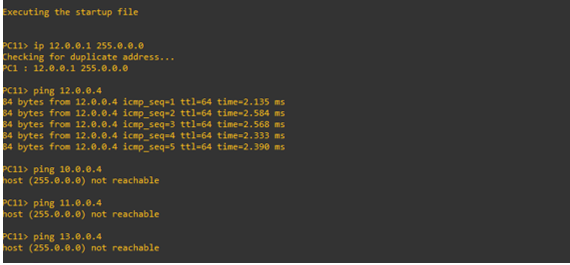 Executing the startup file
PC11> ip 12.0.0.1 255.0.0.0
Checking for duplicate address...
PC1 : 12.0.0.1 255.0.0.0
PC11> ping 12.0.0.4
84 bytes from 12.0.0.4 icmp_seq=1 ttl=64 time=2.135 ms
84 bytes from 12.0.0.4 icmp_seq=2 ttl=64 time=2.584 ms
84 bytes from 12.0.0.4 icmp_seq=3 ttl=64 time=2.568 ms
84 bytes from 12.0.0.4 icmp_seq=4 ttl=64 time=2.333 ms
84 bytes from 12.0.0.4 icmp_seq=5 ttl=64 time=2.390 ms
PC11> ping 10.0.0.4
host (255.0.0.0) not reachable
PC11> ping 11.0.0.4
host (255.0.0.0) not reachable
PC11> ping 13.0.0.4
host (255.0.0.0) not reachable